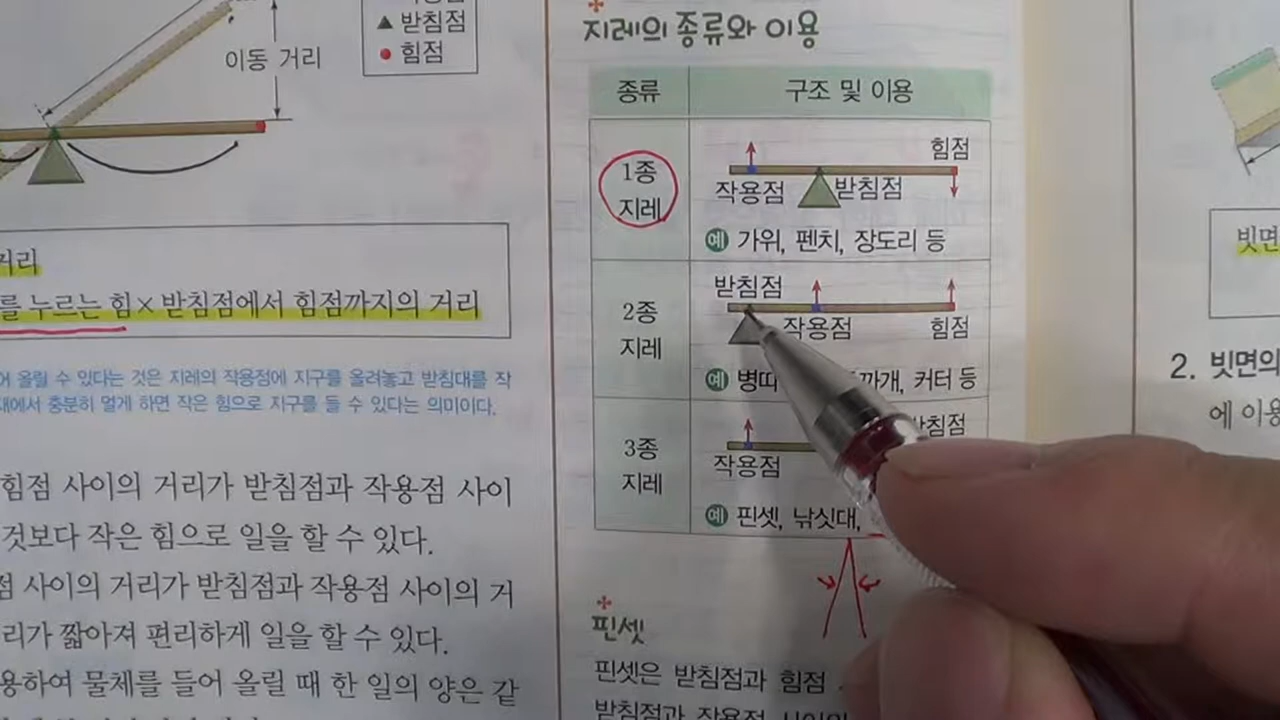 받침점
힘점
이동 거리
거리
를 누르는 힘 × 받침점에서 힘점까지의 거리
어 올릴 수 있다는 것은 지레의 작용점에 지구를 올려놓고 받침대를 작
대에서 충분히 멀게 하면 작은 힘으로 지구를 들 수 있다는 의미이다.
힘점 사이의 거리가 받침점과 작용점 사이
것보다 작은 힘으로 일을 할 수 있다.
점 사이의 거리가 받침점과 작용점 사이의 거
리가 짧아져 편리하게 일을 할 수 있다.
용하여 물체를 들어 올릴 때 한 일의 양은 같
지레의 종류와 이용
종류 구조 및 이용
1종
지레
힘점
작용점 받침점
예 가위, 펜치, 장도리 등
2종
지레
받침점
작용점 힘점
예 병따 까개, 커터 등
3종
지레
받침점
작용점
예 핀셋, 낚싯대,
핀셋
핀셋은 받침점과 힘점
받침점과 작용점 사이의
빗면
2. 빗면의
에 이용